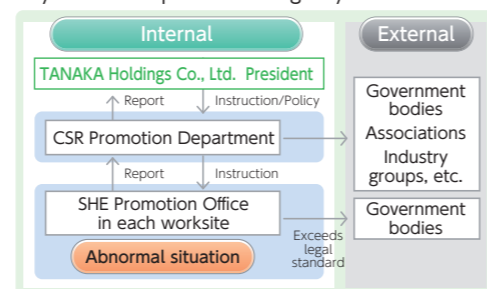 Internal
External
TANAKA Holdings Co., Ltd. President
Report
Instruction/Policy
CSR Promotion Department
Report
Instruction
SHE Promotion Office
in each worksite
Abnormal situation
Exceeds
legal
standard
Government
bodies
Associations
Industry
groups, etc.
Government
bodies